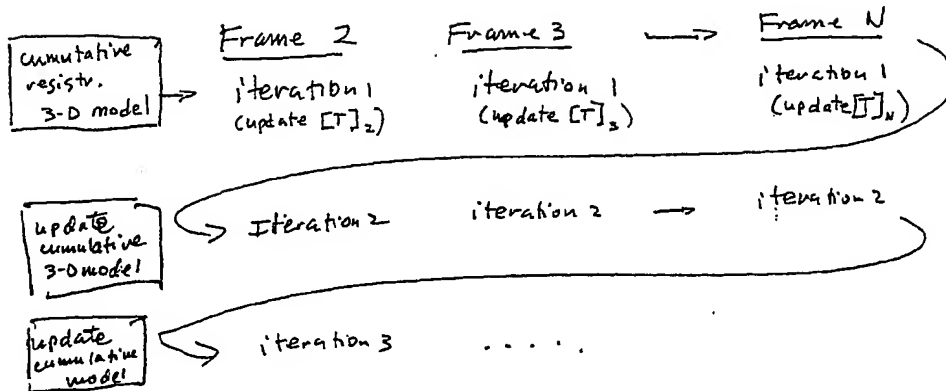 cumutative
registr.
3-D model
Frame 2
Frame 3
Frame N
iteration 1
(update [T]2)
iteration 1
(update [T]3)
iteration 1
(update [T]N)
update
cumulative
3-D model
Iteration 2
iteration 2
iteration 2
update
cumulative
model
iteration 3
.....